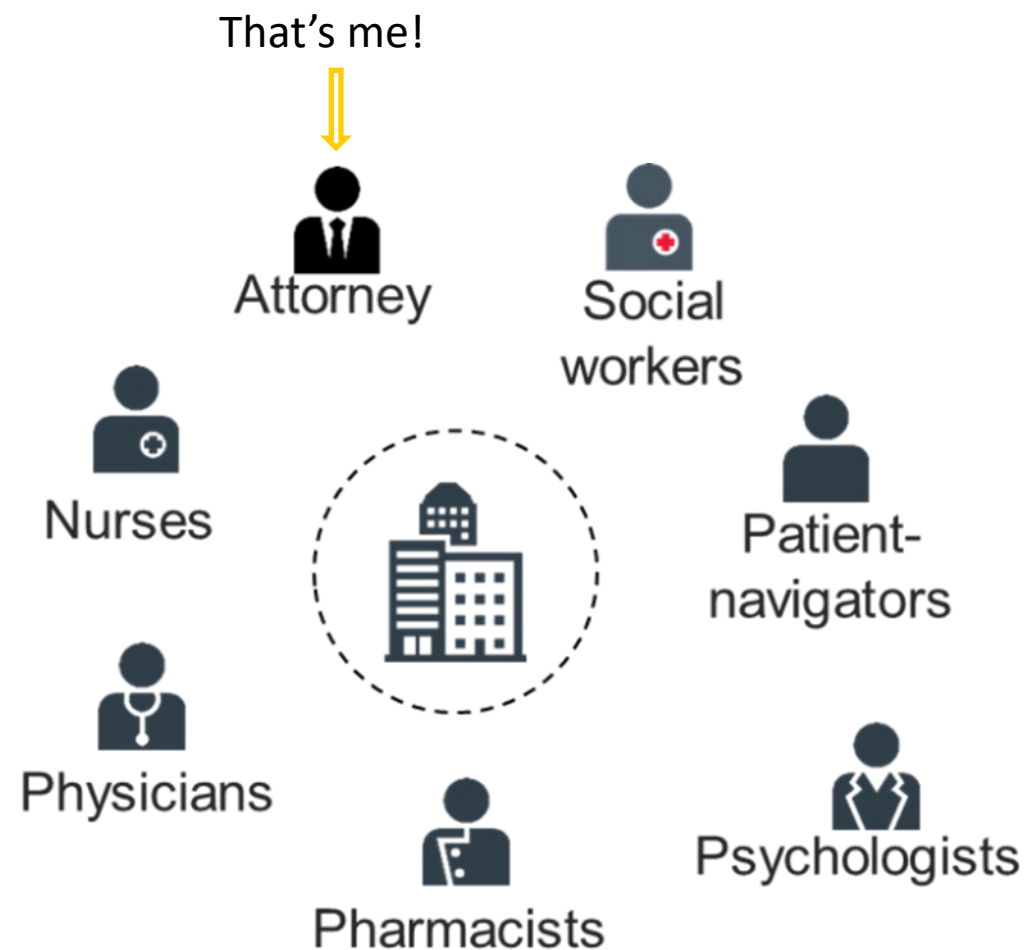 That’s me!
Attorney
Social
workers
Nurses
Patient-
navigators
Physicians
Psychologists
Pharmacists